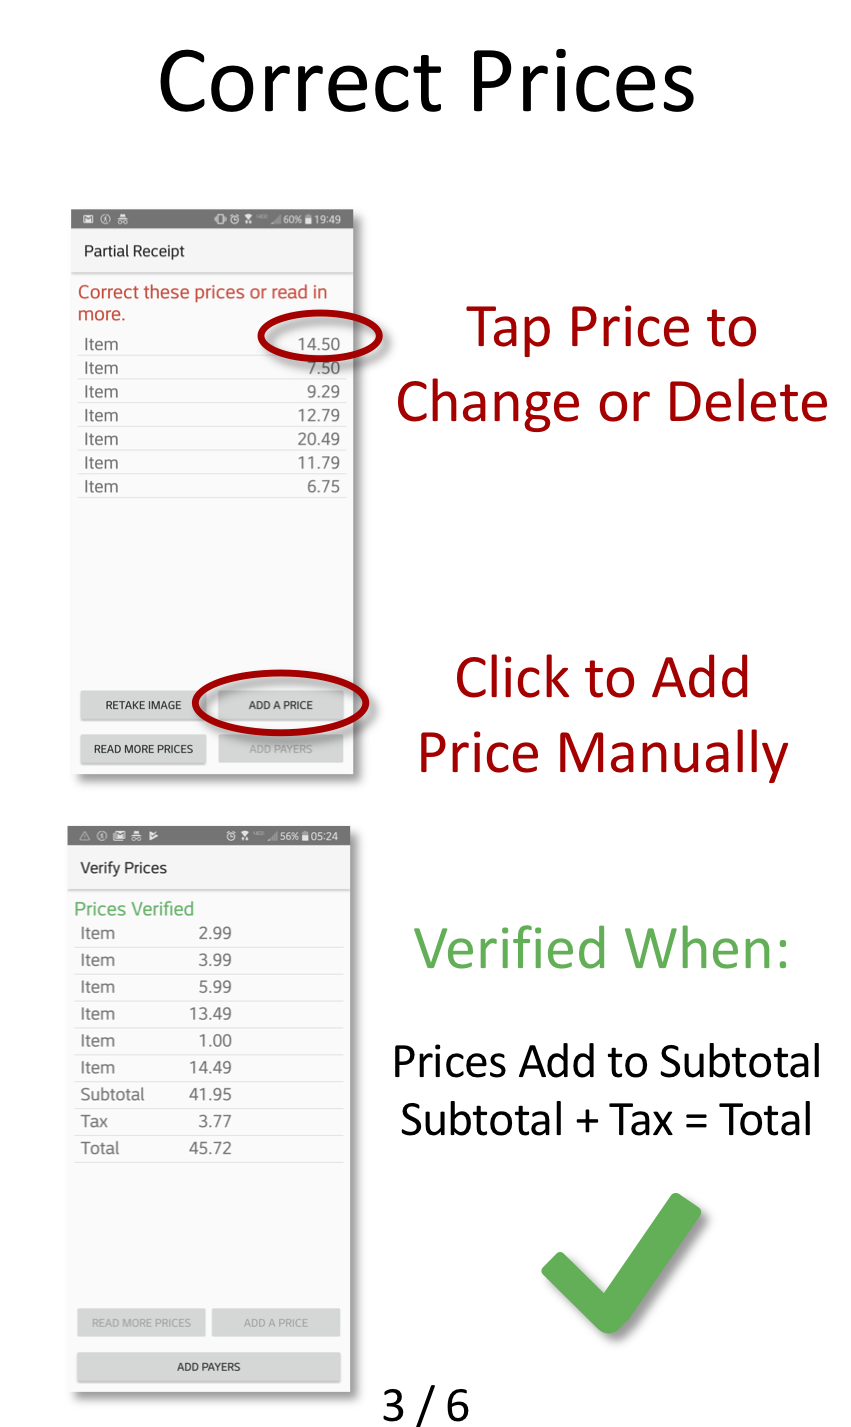 Correct Prices
60% 19:49
Partial Receipt
Correct these prices or read in
more.
Item 14.50
Item 7.50
Item 9.29
Item 12.79
Item 20.49
Item 11.79
Item 6.75
RETAKE IMAGE ADD A PRICE
READ MORE PRICES ADD PAYERS
Tap Price to
Change or Delete
Click to Add
Price Manually
56% 05:24
Verify Prices
Prices Verified
Item 2.99
Item 3.99
Item 5.99
Item 13.49
Item 1.00
Item 14.49
Subtotal 41.95
Tax 3.77
Total 45.72
READ MORE PRICES ADD A PRICE
ADD PAYERS
Verified When:
Prices Add to Subtotal
Subtotal + Tax = Total
3 / 6